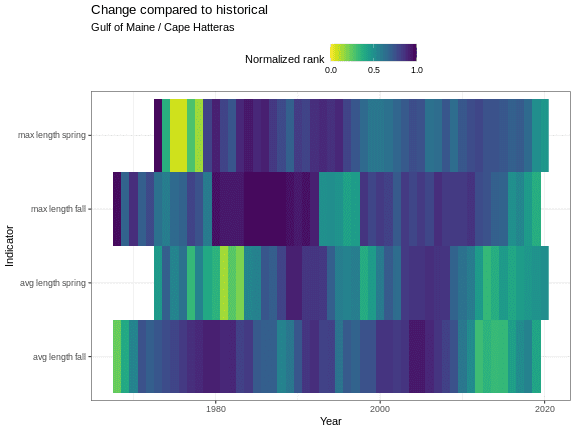 Change compared to historical
Gulf of Maine / Cape Hatteras
Normalized rank
0.0 0.5 1.0
max length spring
max length fall
avg length spring
avg length fall
Indicator
1980 2000 2020
Year